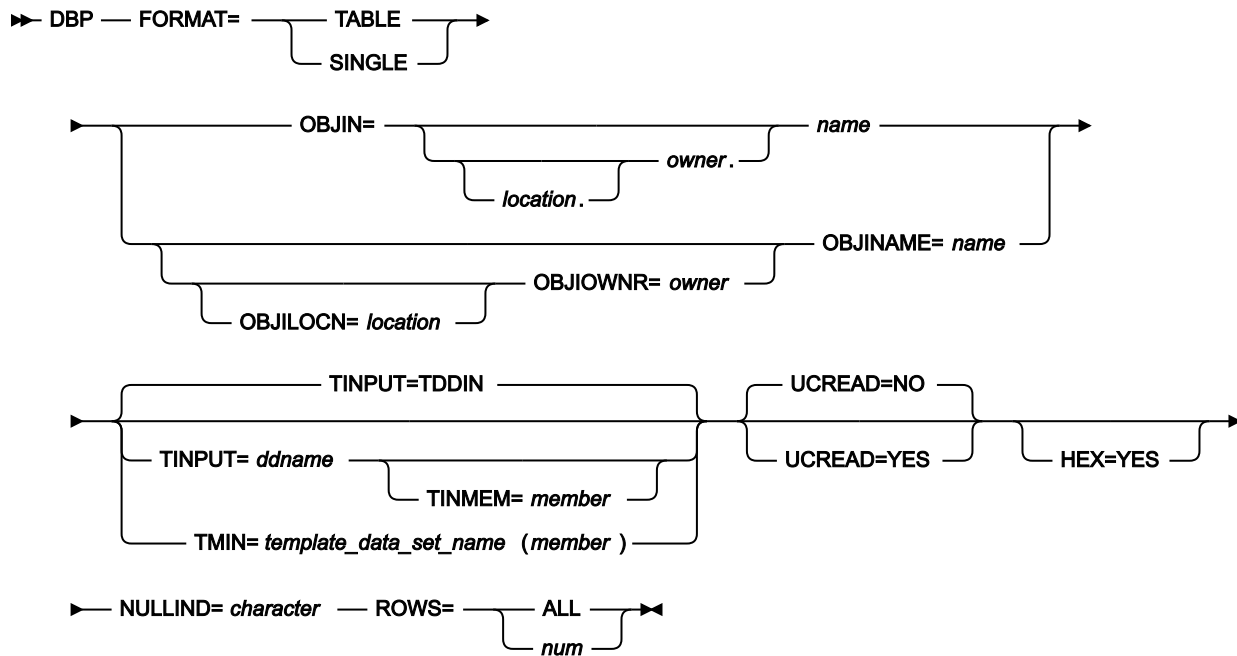 DBP FORMAT= TABLE
SINGLE
OBJIN= name
owner.
location.
OBJINAME= name
OBJIOWNR= owner
OBJILOCN= location
TINPUT=TDDIN UCREAD=NO
TINPUT= ddname UCREAD=YES HEX=YES
TINMEM= member
TMIN= template_data_set_name (member )
NULLIND= character ROWS= ALL
num